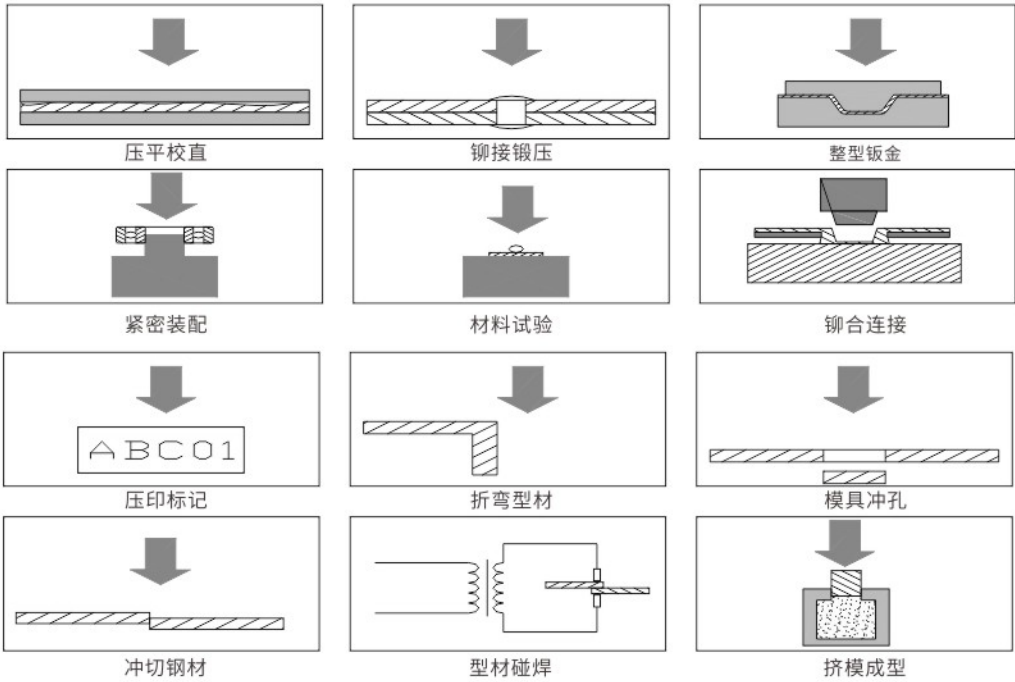 压平校直
铆接锻压
整型钣金
紧密装配
材料试验
铆合连接
ABC01
压印标记
折弯型材
模具冲孔
冲切钢材
型材碰焊
挤模成型